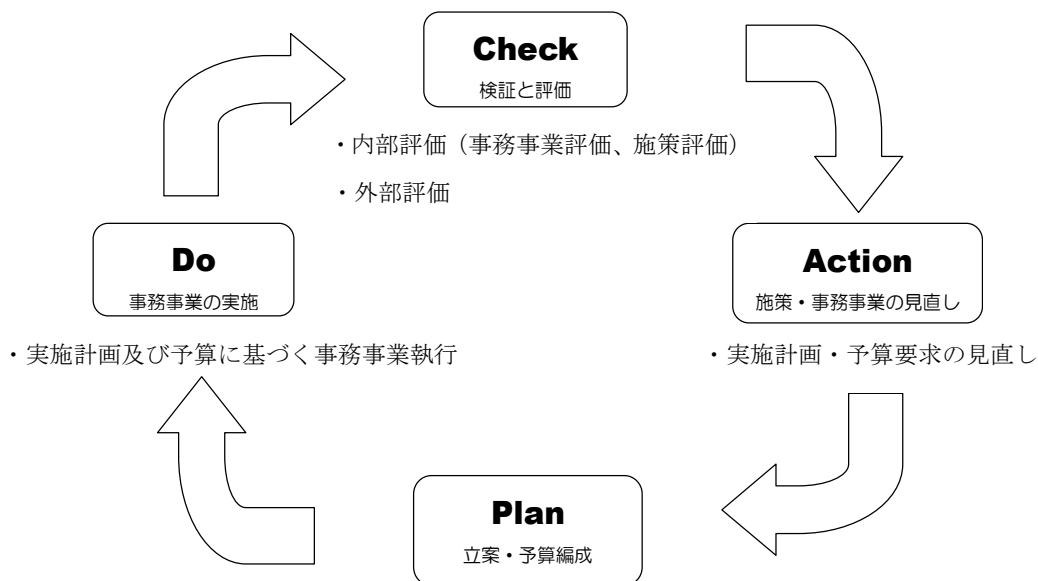 Check
検証と評価
・内部評価（事務事業評価、施策評価）
・外部評価
Do
事務事業の実施
・実施計画及び予算に基づく事務事業執行
Action
施策・事務事業の見直し
・実施計画・予算要求の見直し
Plan
立案・予算編成